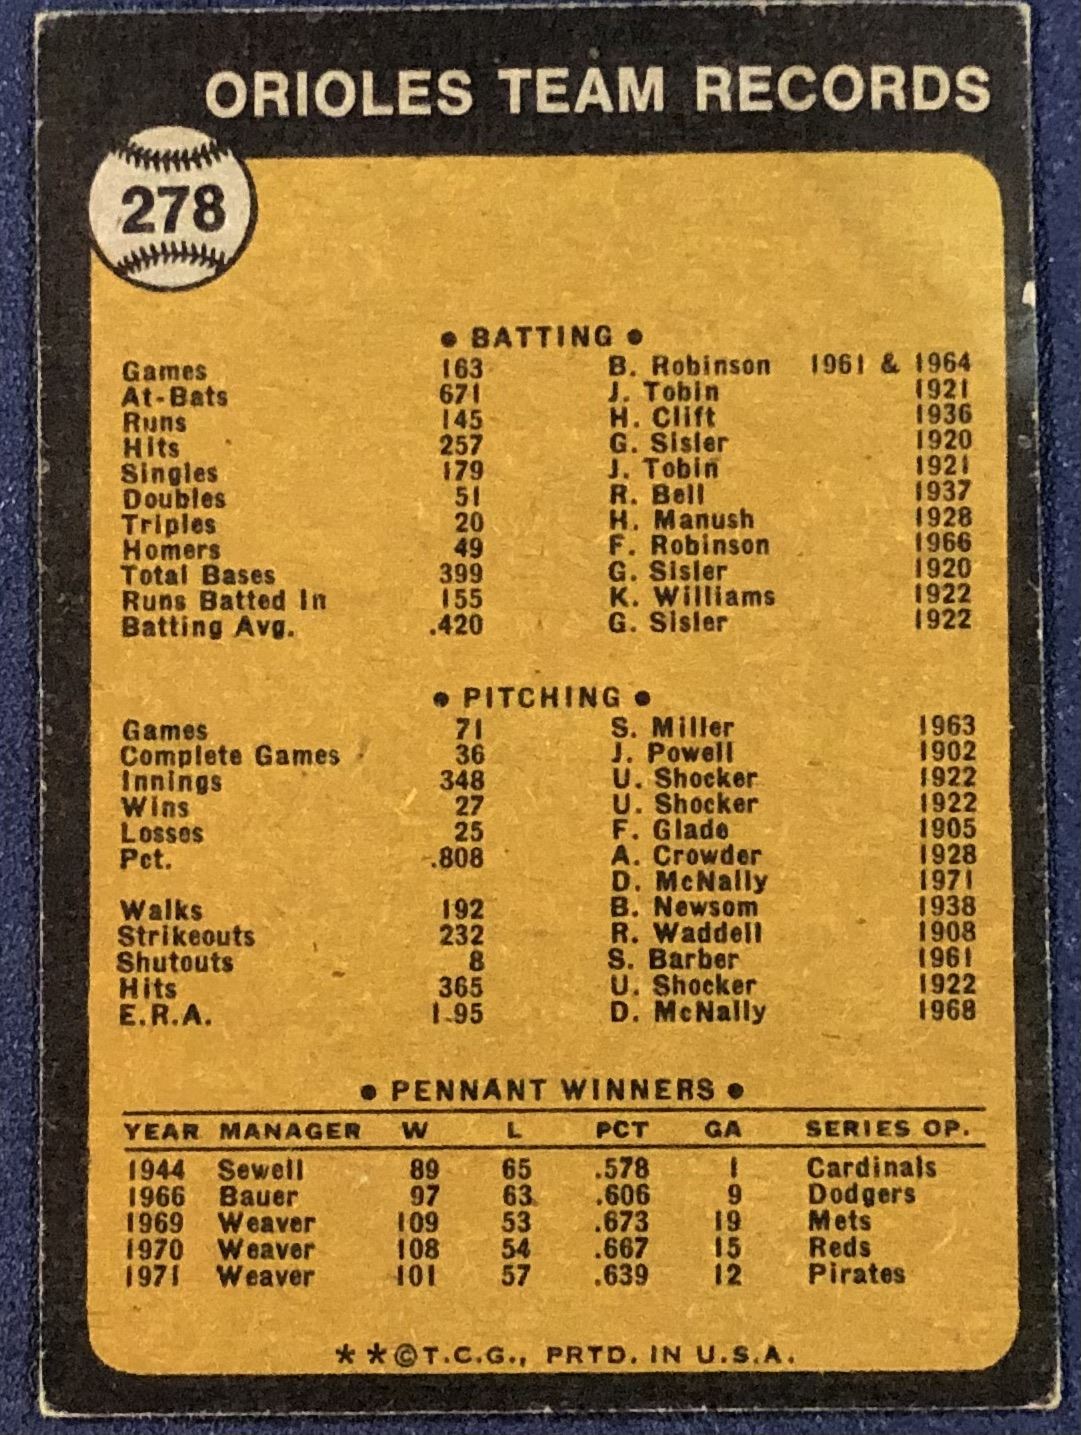 ORIOLES TEAM RECORDS
278
• BATTING •
Games 163 B. Robinson 1961 & 1964
At-Bats 671 J. Tobin 1921
Runs 145 H. Clift 1936
Hits 257 G. Sisler 1920
Singles 179 J. Tobin 1921
Doubles 51 R. Bell 1937
Triples 20 H. Manush 1928
Homers 49 F. Robinson 1966
Total Bases 399 G. Sisler 1920
Runs Batted In 155 K. Williams 1922
Batting Avg. .420 G. Sisler 1922
• PITCHING •
Games 71 S. Miller 1963
Complete Games 36 J. Powell 1902
Innings 348 U. Shocker 1922
Wins 27 U. Shocker 1922
Losses 25 F. Glade 1905
Pct. .808 A. Crowder 1928
D. McNally 1971
Walks 192 B. Newsom 1938
Strikeouts 232 R. Waddell 1908
Shutouts 8 S. Barber 1961
Hits 365 U. Shocker 1922
E.R.A. 1.95 D. McNally 1968
• PENNANT WINNERS •
YEAR MANAGER W L PCT GA SERIES OP.
1944 Sewell 89 65 .578 1 Cardinals
1966 Bauer 97 63 .606 9 Dodgers
1969 Weaver 109 53 .673 19 Mets
1970 Weaver 108 54 .667 15 Reds
1971 Weaver 101 57 .639 12 Pirates
**©T.C.G., PRTD. IN U.S.A.